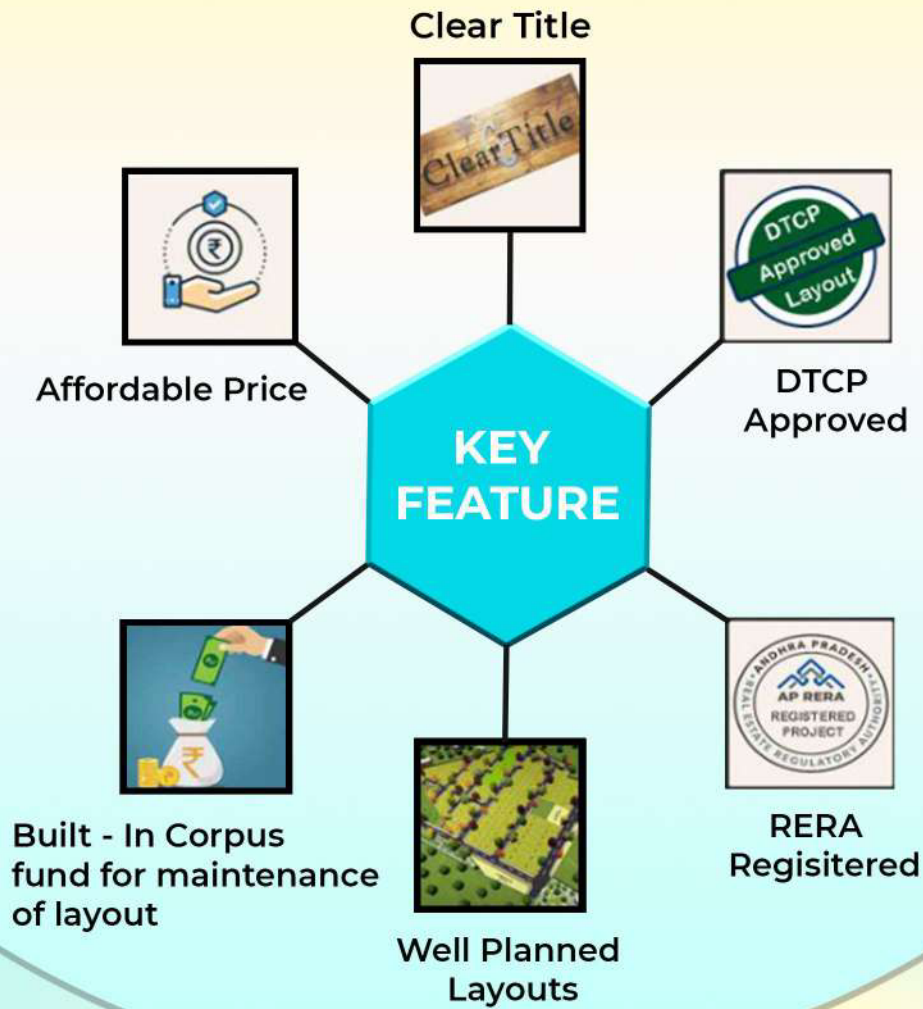 Clear Title
ClearTitle
₹
Affordable Price
DTCP
Approved
Layout
DTCP
Approved
KEY
FEATURE
₹
Built - In Corpus
fund for maintenance
of layout
Well Planned
Layouts
ANDHRA PRADESH
REAL ESTATE REGULATORY AUTHORITY
AP RERA
REGISTERED
PROJECT
RERA
Regisitered